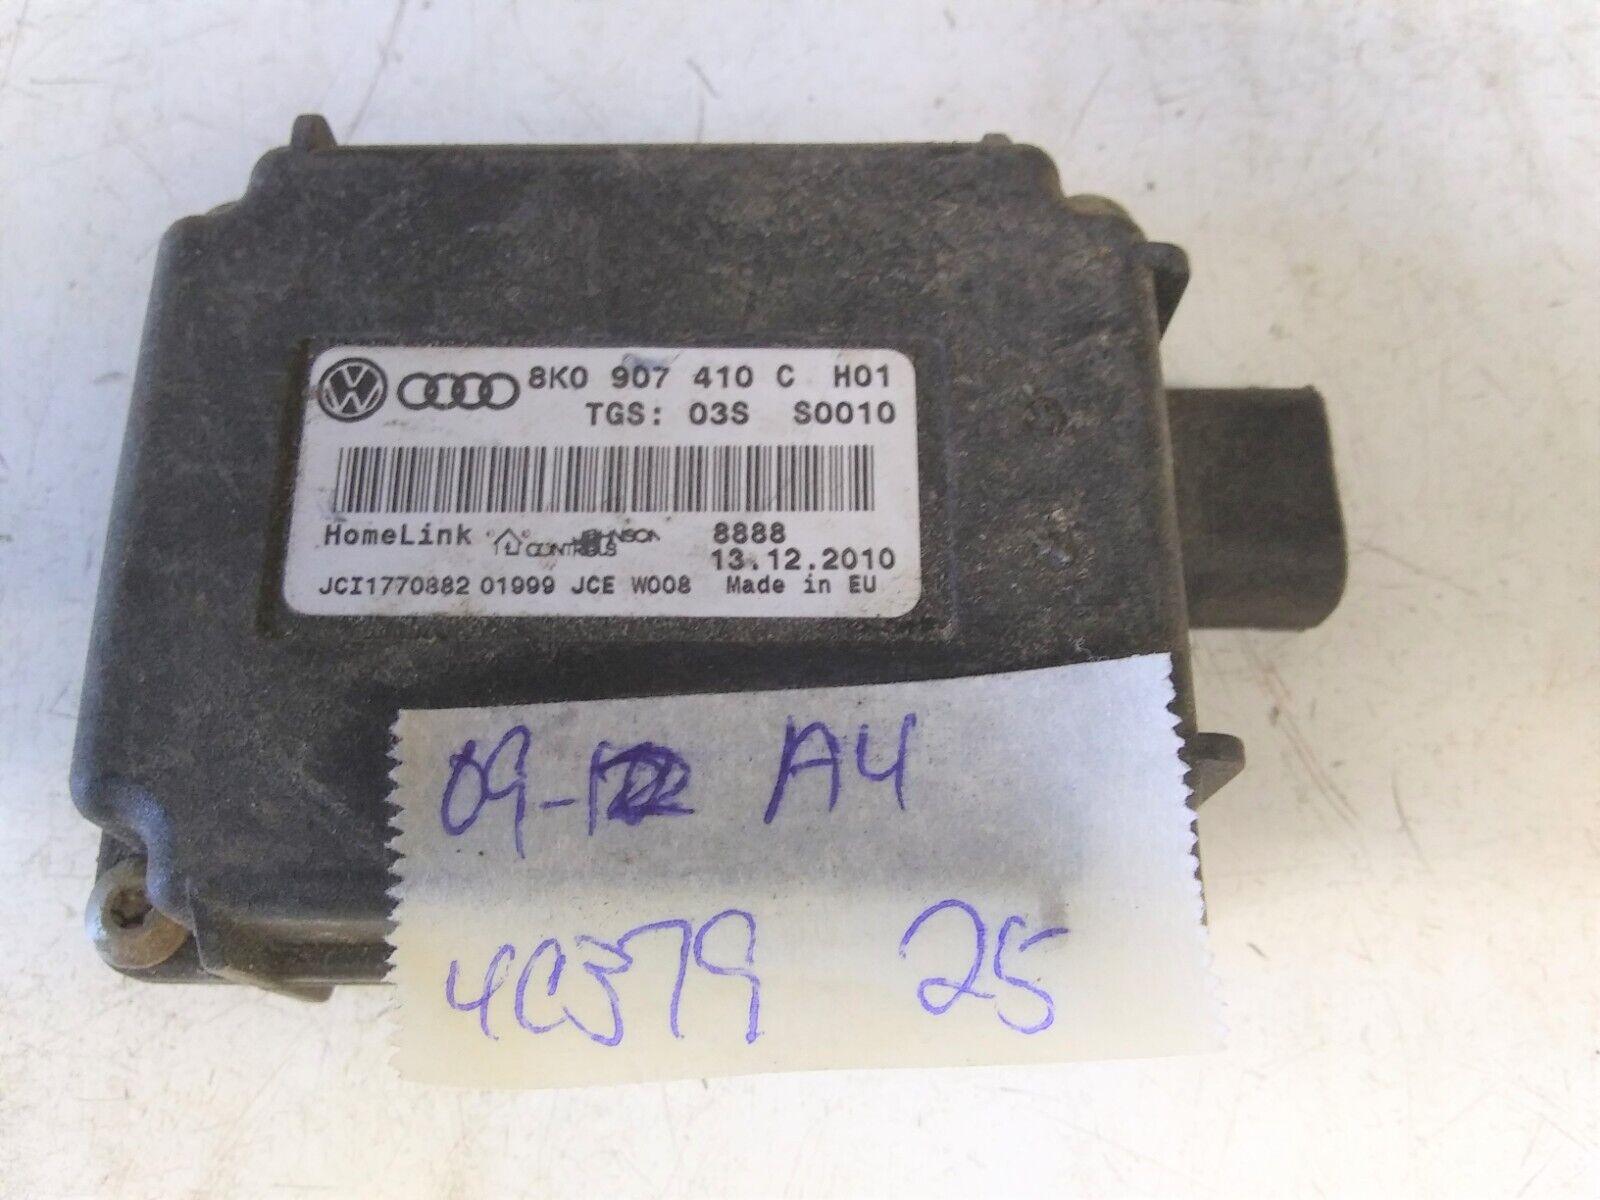 8K0 907 410 C H01
TGS: 03S S0010
HomeLink JOHNSON CONTROLS 8888
13.12.2010
JCI1770882 01999 JCE W008 Made in EU
09-12 A4
4C379 25